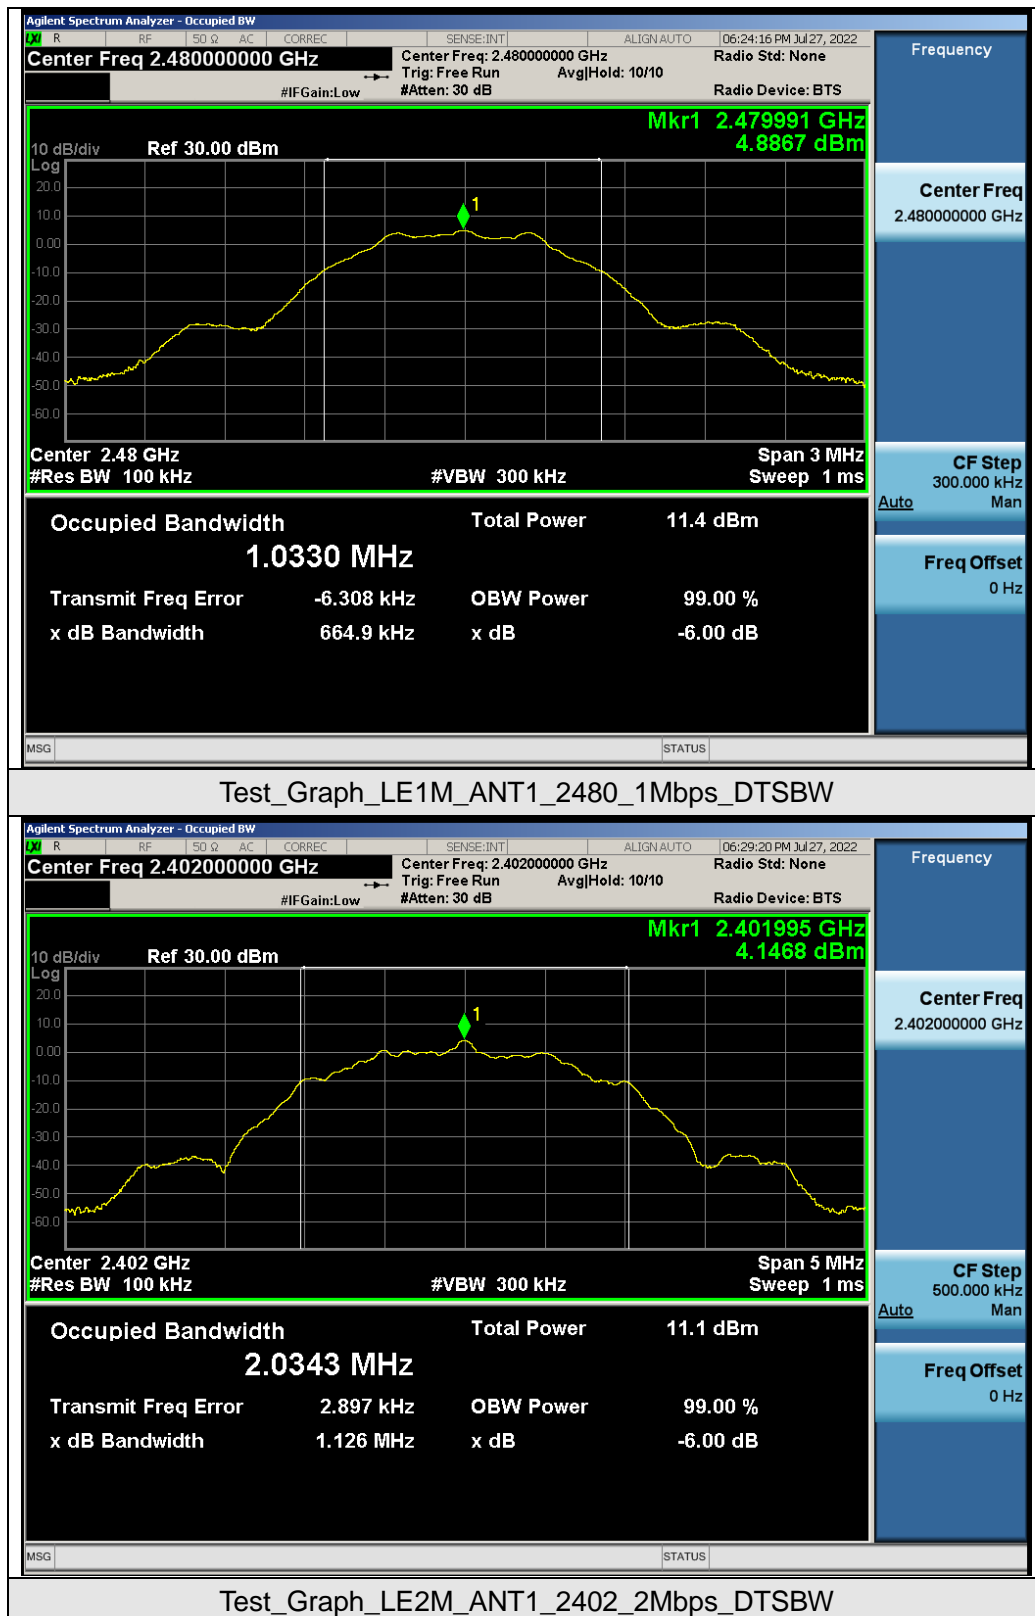 Agilent Spectrum Analyzer - Occupied BW
LXI R RF 50 Ω AC CORREC SENSE:INT ALIGN AUTO 06:24:16 PM Jul 27, 2022
Center Freq 2.480000000 GHz Center Freq: 2.480000000 GHz Radio Std: None
Trig: Free Run Avg|Hold: 10/10
#IFGain:Low #Atten: 30 dB Radio Device: BTS
Frequency
Mkr1 2.479991 GHz
4.8867 dBm
10 dB/div Ref 30.00 dBm
Log
20.0
10.0
0.00
-10.0
-20.0
-30.0
-40.0
-50.0
-60.0
1
Center 2.48 GHz Span 3 MHz
#Res BW 100 kHz #VBW 300 kHz Sweep 1 ms
Center Freq
2.480000000 GHz
CF Step
300.000 kHz
Auto Man
Freq Offset
0 Hz
Occupied Bandwidth Total Power 11.4 dBm
1.0330 MHz
Transmit Freq Error -6.308 kHz OBW Power 99.00 %
x dB Bandwidth 664.9 kHz x dB -6.00 dB
MSG STATUS
Test_Graph_LE1M_ANT1_2480_1Mbps_DTSBW
Agilent Spectrum Analyzer - Occupied BW
LXI R RF 50 Ω AC CORREC SENSE:INT ALIGN AUTO 06:29:20 PM Jul 27, 2022
Center Freq 2.402000000 GHz Center Freq: 2.402000000 GHz Radio Std: None
Trig: Free Run Avg|Hold: 10/10
#IFGain:Low #Atten: 30 dB Radio Device: BTS
Frequency
Mkr1 2.401995 GHz
4.1468 dBm
10 dB/div Ref 30.00 dBm
Log
20.0
10.0
0.00
-10.0
-20.0
-30.0
-40.0
-50.0
-60.0
1
Center 2.402 GHz Span 5 MHz
#Res BW 100 kHz #VBW 300 kHz Sweep 1 ms
Center Freq
2.402000000 GHz
CF Step
500.000 kHz
Auto Man
Freq Offset
0 Hz
Occupied Bandwidth Total Power 11.1 dBm
2.0343 MHz
Transmit Freq Error 2.897 kHz OBW Power 99.00 %
x dB Bandwidth 1.126 MHz x dB -6.00 dB
MSG STATUS
Test_Graph_LE2M_ANT1_2402_2Mbps_DTSBW